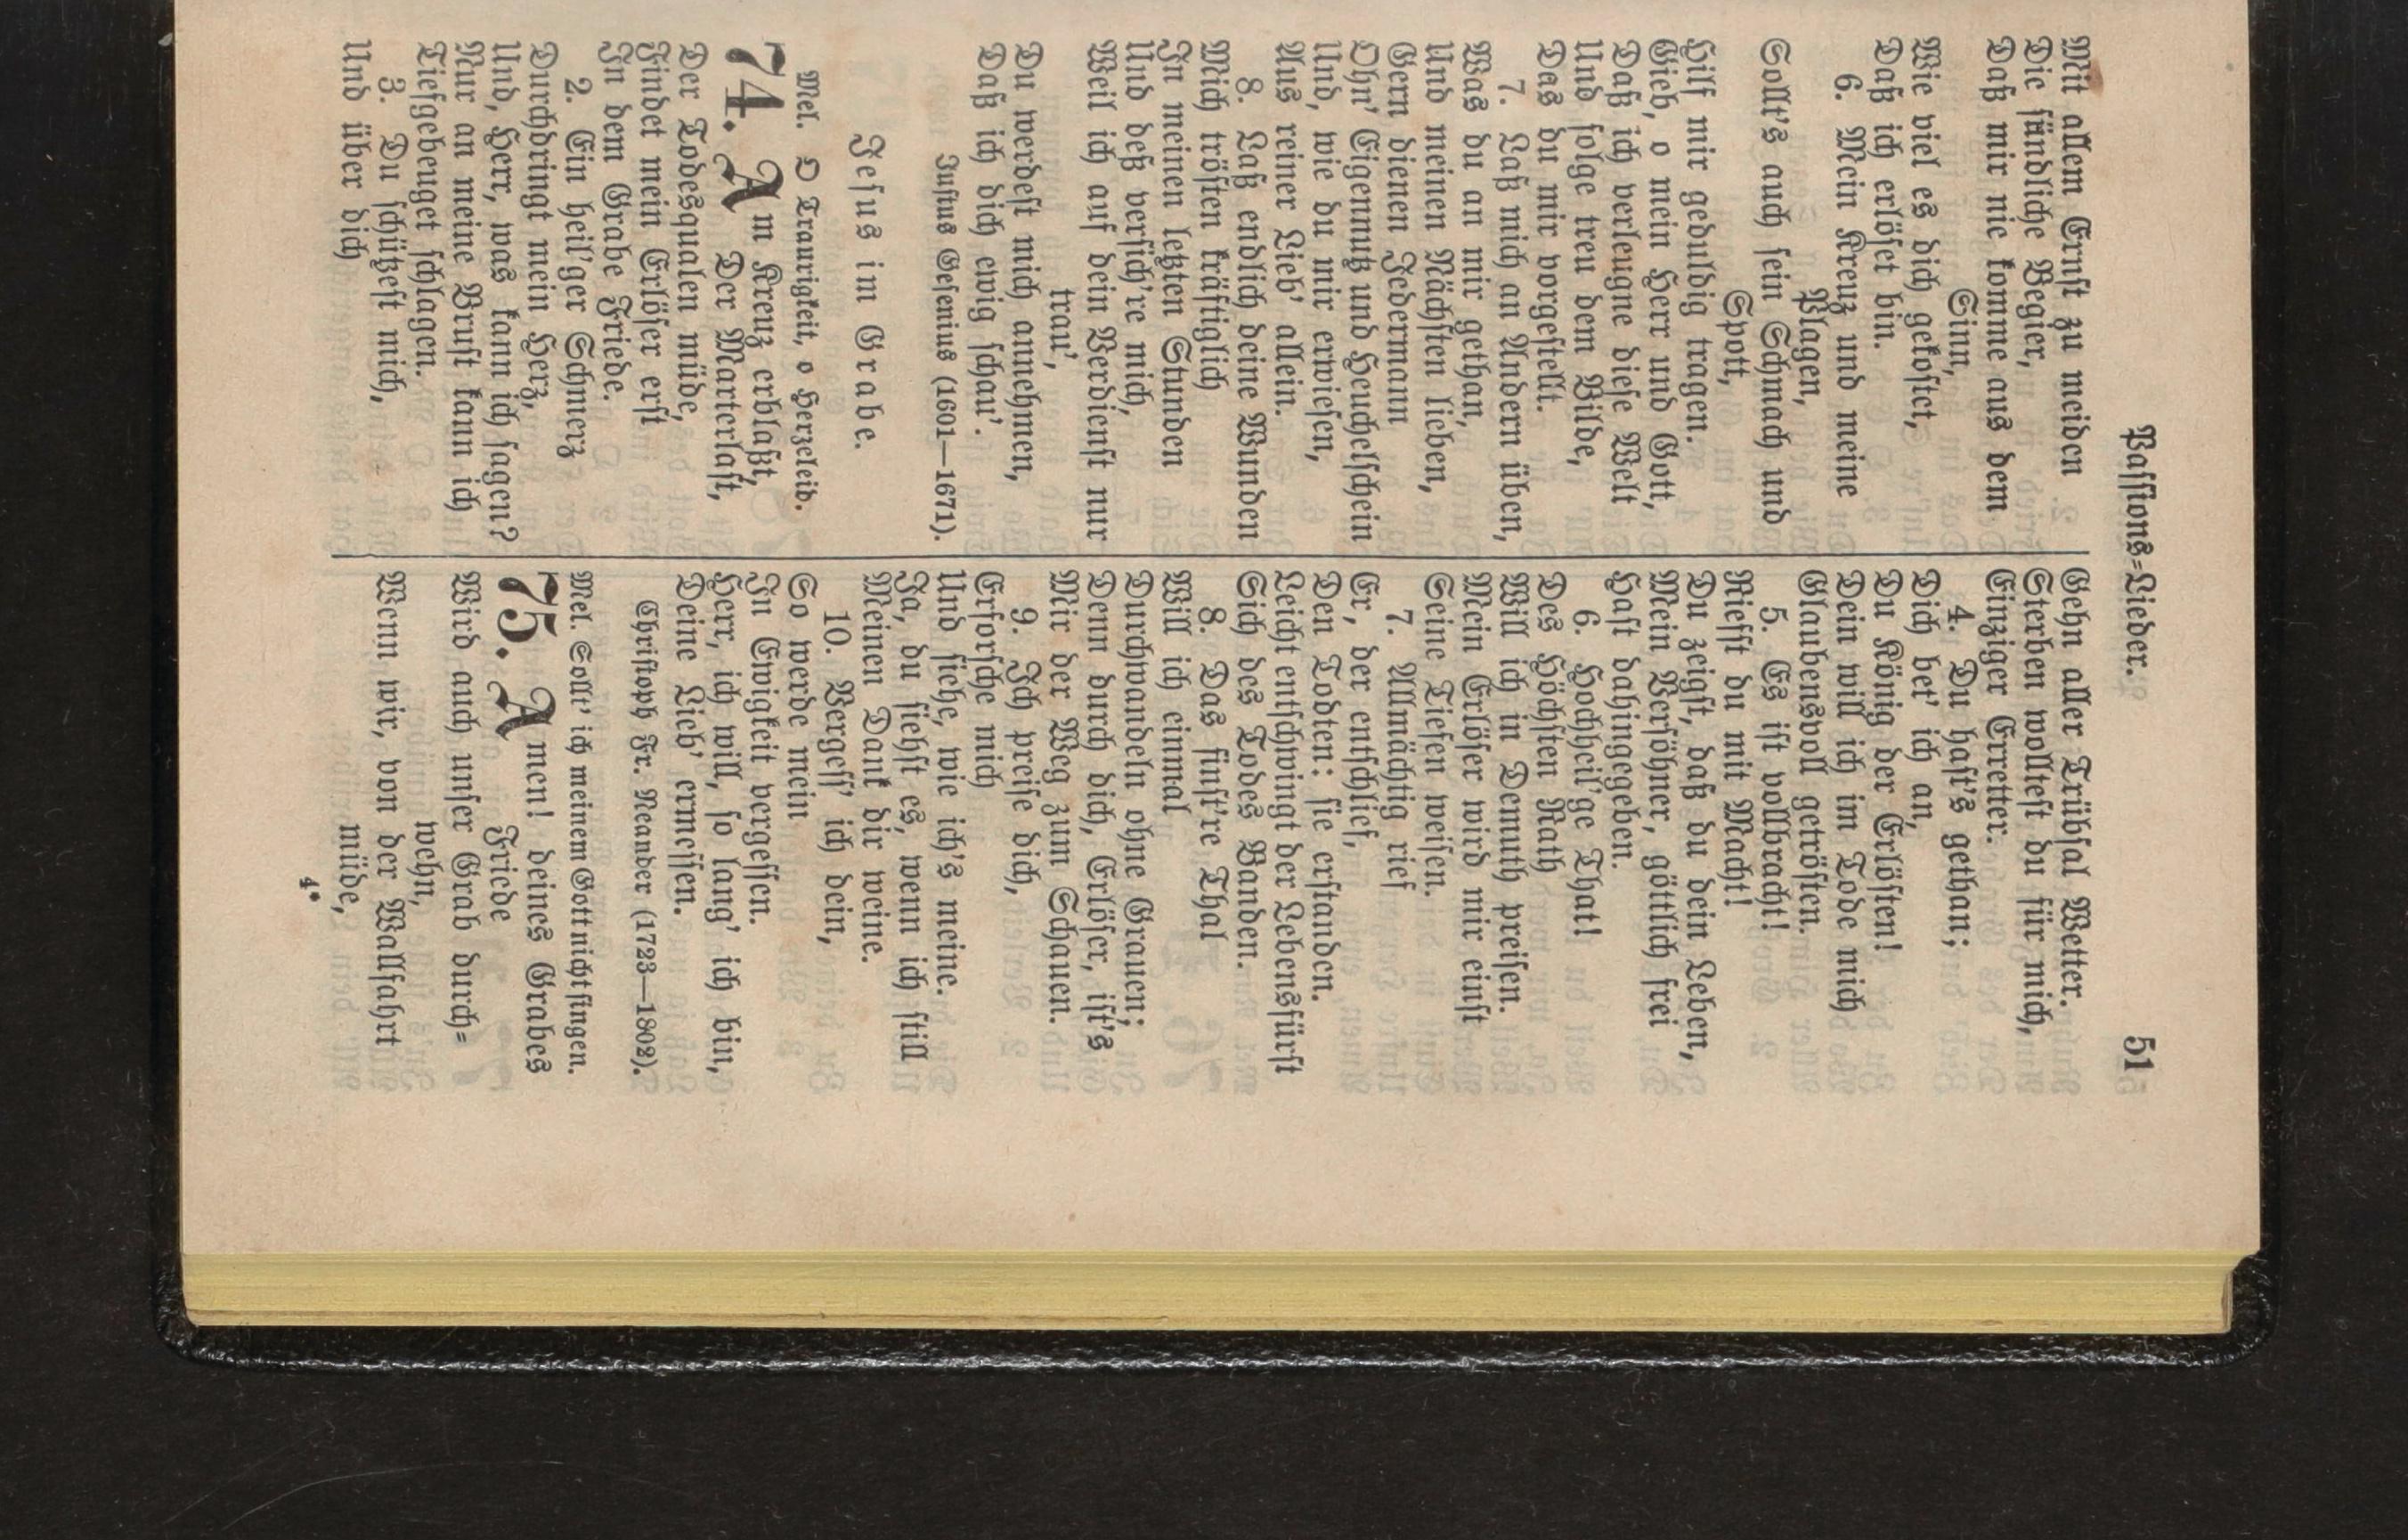 Passions=Lieder. 51
Mit allem Ernst zu meiden
Die sündliche Begier,
Daß mir nie komme aus dem
Sinn,
Wie viel es dich gekostet,
Daß ich erlöset bin.
6. Mein Kreuz und meine
Plagen,
Sollt's auch sein Schmach und
Spott,
Hilf mir geduldig tragen.
Gieb, o mein Herr und Gott,
Daß ich verleugne diese Welt
Und folge treu dem Bilde,
Das du mir vorgestellt.
7. Laß mich an Andern üben,
Was du an mir gethan,
Und meinen Nächsten lieben,
Gern dienen Jedermann
Ohn' Eigennutz und Heuchelschein
Und, wie du mir erwiesen,
Aus reiner Lieb' allein.
8. Laß endlich deine Wunden
Mich trösten kräftiglich
In meinen letzten Stunden
Und deß versich're mich,
Weil ich auf dein Verdienst nur
trau',
Du werdest mich annehmen,
Daß ich dich ewig schau'.
Justus Gesenius (1601—1671).
Jesus im Grabe.
Mel. O Traurigkeit, o Herzeleid.
74. Am Kreuz erblaßt,
Der Marterlast,
Der Todesqualen müde,
Findet mein Erlöser erst
In dem Grabe Friede.
2. Ein heil'ger Schmerz
Durchdringt mein Herz,
Und, Herr, was kann ich sagen?
Nur an meine Brust kann ich
Tiefgebeuget schlagen.
3. Du schützest mich,
Und über dich
Gehn aller Trübsal Wetter.
Sterben wolltest du für mich,
Einziger Erretter.
4. Du hast's gethan;
Dich bet' ich an,
Du König der Erlösten!
Dein will ich im Tode mich
Glaubensvoll getrösten.
5. Es ist vollbracht!
Riefst du mit Macht!
Du zeigst, daß du dein Leben,
Mein Versöhner, göttlich frei
Hast dahingegeben.
6. Hochheil'ge That!
Des Höchsten Rath
Will ich in Demuth preisen.
Mein Erlöser wird mir einst
Seine Tiefen weisen.
7. Allmächtig rief
Er, der entschlief,
Den Todten: sie erstanden.
Leicht entschwingt der Lebensfürst
Sich des Todes Banden.
8. Das finst're Thal
Will ich einmal
Durchwandeln ohne Grauen;
Denn durch dich, Erlöser, ist's
Mir der Weg zum Schauen.
9. Ich preise dich,
Erforsche mich
Und siehe, wie ich's meine.
Ja, du siehst es, wenn ich still
Meinen Dank dir weine.
10. Vergess' ich dein,
So werde mein
In Ewigkeit vergessen.
Herr, ich will, so lang' ich bin,
Deine Lieb' ermessen.
Christoph Fr. Neander (1723—1802).
Mel. Sollt' ich meinem Gott nicht singen.
75. Amen! deines Grabes
Friede
Wird auch unser Grab durch=
wehn,
Wenn wir, von der Wallfahrt
müde,
4*